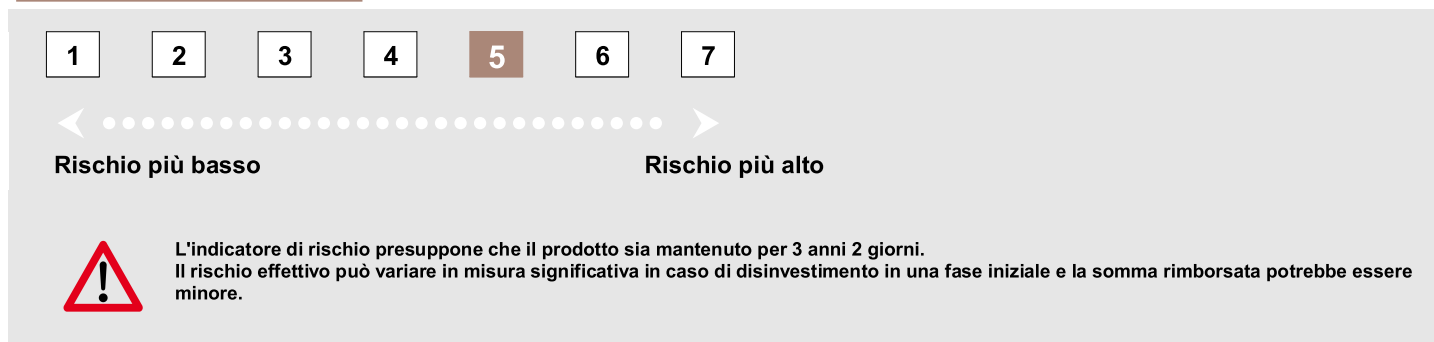 1 2 3 4 5 6 7
Rischio più basso Rischio più alto
L'indicatore di rischio presuppone che il prodotto sia mantenuto per 3 anni 2 giorni.
Il rischio effettivo può variare in misura significativa in caso di disinvestimento in una fase iniziale e la somma rimborsata potrebbe essere
minore.